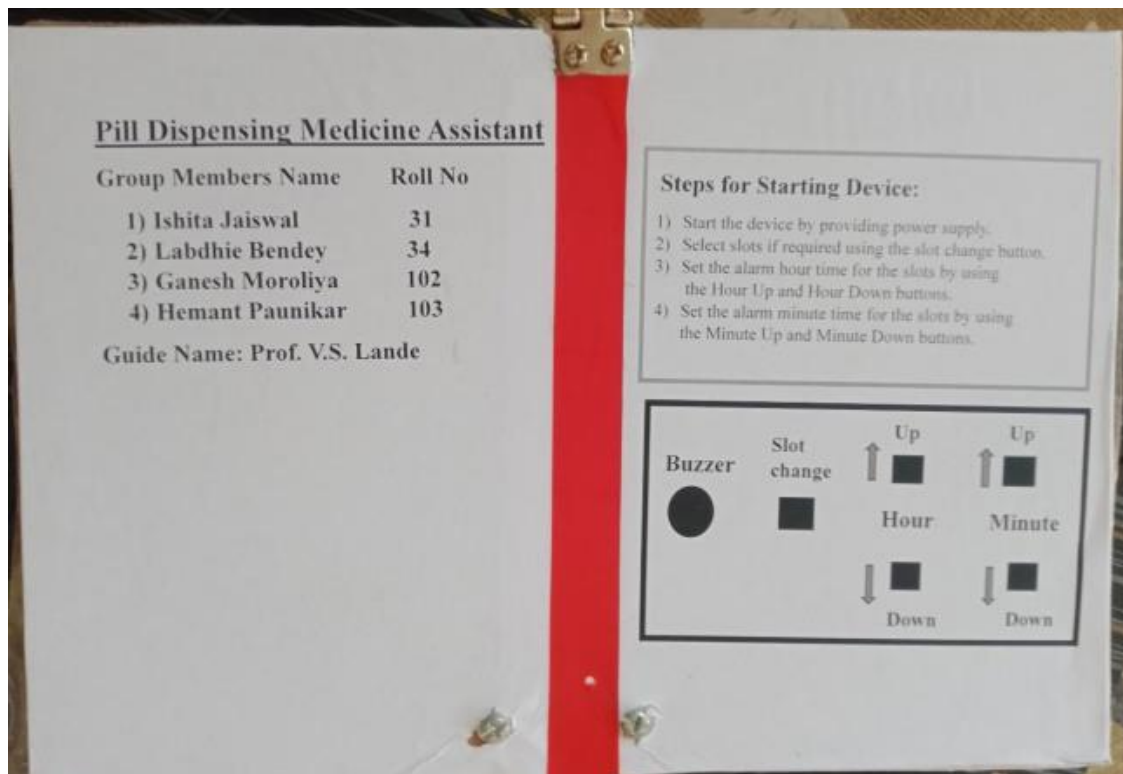 Pill Dispensing Medicine Assistant
Group Members Name Roll No
1) Ishita Jaiswal 31
2) Labdhie Bendey 34
3) Ganesh Moroliya 102
4) Hemant Paunikar 103
Guide Name: Prof. V.S. Lande
Steps for Starting Device:
1) Start the device by providing power supply.
2) Select slots if required using the slot change button.
3) Set the alarm hour time for the slots by using
the Hour Up and Hour Down buttons.
4) Set the alarm minute time for the slots by using
the Minute Up and Minute Down buttons.
Buzzer
Slot
change
Up
Hour
Down
Up
Minute
Down